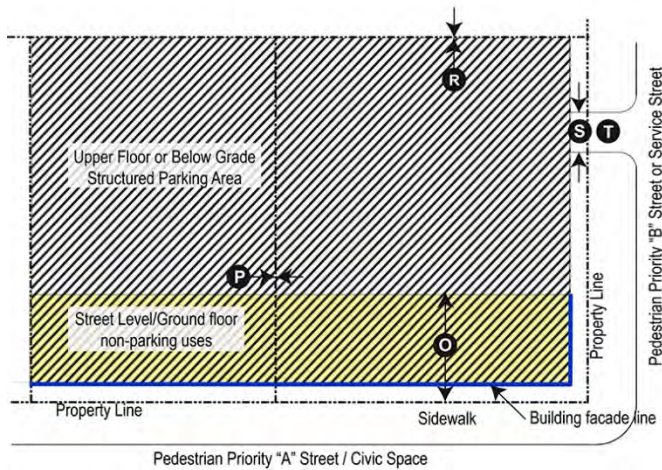 R
S T
Upper Floor or Below Grade
Structured Parking Area
P
Street Level/Ground floor
non-parking uses
O
Property Line
Pedestrian Priority "B" Street or Service Street
Property Line
Sidewalk
Building facade line
Pedestrian Priority "A" Street / Civic Space